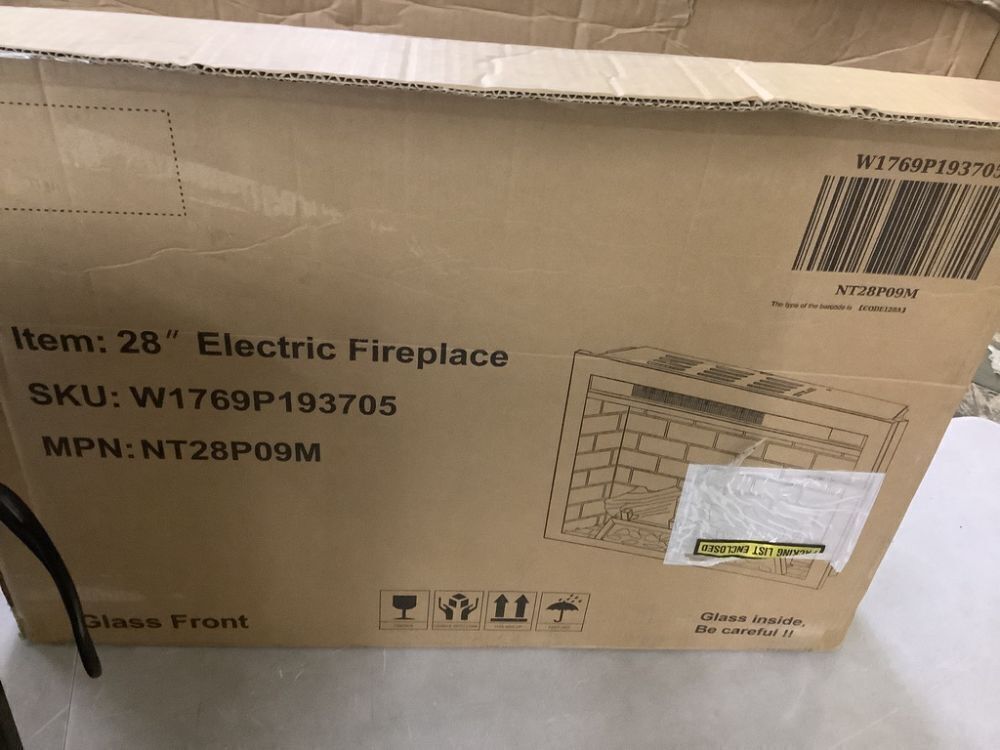 W1769P193705
NT28P09M
The type of the barcode is 【CODE128A】
Item: 28″ Electric Fireplace
SKU: W1769P193705
MPN: NT28P09M
PACKING LIST ENCLOSED
Glass Front
Glass inside,
Be careful !!